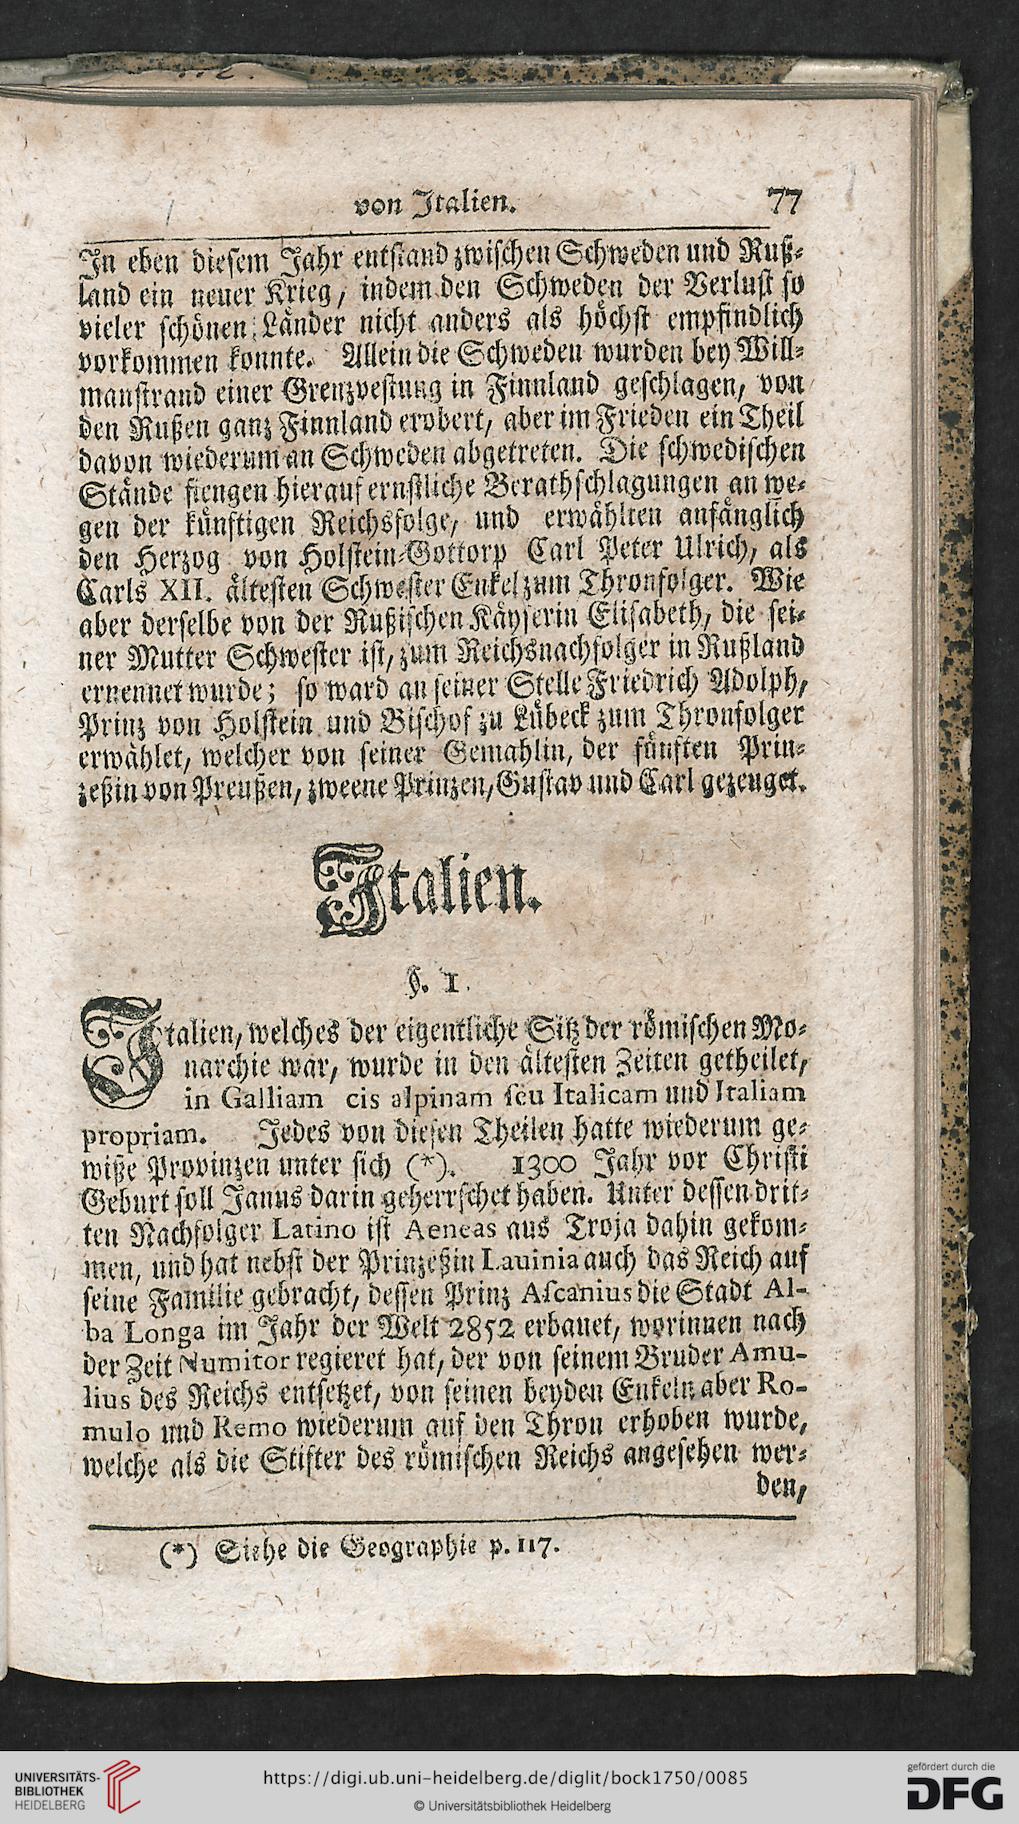 von Italien. 77
In eben diesem Jahr entstand zwischen Schweden und Ruß-
land ein neuer Krieg, indem den Schweden der Verlust so
vieler schönen Länder nicht anders als höchst empfindlich
vorkommen konnte. Allein die Schweden wurden bey Will-
manstrand einer Grenzvestung in Finnland geschlagen, von
den Rußen ganz Finnland erobert, aber im Frieden ein Theil
davon wiederum an Schweden abgetreten. Die schwedischen
Stände fiengen hierauf ernstliche Berathschlagungen an we-
gen der künftigen Reichsfolge, und erwählten anfänglich
den Herzog von Holstein-Gottorp Carl Peter Ulrich, als
Carls XII. ältesten Schwester Enkel zum Thronfolger. Wie
aber derselbe von der Rußischen Käyserin Elisabeth, die sei-
ner Mutter Schwester ist, zum Reichsnachfolger in Rußland
ernennet wurde; so ward an seiner Stelle Friedrich Adolph,
Prinz von Holstein und Bischof zu Lübeck zum Thronfolger
erwählet, welcher von seiner Gemahlin, der fünften Prin-
zeßin von Preußen, zweene Prinzen, Gustav und Carl gezeuget.
Italien.
§. 1.
Italien, welches der eigentliche Sitz der römischen Mo-
narchie war, wurde in den ältesten Zeiten getheilet,
in Galliam cis alpinam seu Italicam und Italiam
propriam. Jedes von diesen Theilen hatte wiederum ge-
wiße Provinzen unter sich (*). 1300 Jahr vor Christi
Geburt soll Janus darin geherrschet haben. Unter dessen drit-
ten Nachfolger Latino ist Aeneas aus Troja dahin gekom-
men, und hat nebst der Prinzeßin Lauinia auch das Reich auf
seine Familie gebracht, dessen Prinz Ascanius die Stadt Al-
ba Longa im Jahr der Welt 2852 erbauet, worinnen nach
der Zeit Numitor regieret hat, der von seinem Bruder Amu-
lius des Reichs entsetzet, von seinen beyden Enkeln aber Ro-
mulo und Remo wiederum auf den Thron erhoben wurde,
welche als die Stifter des römischen Reichs angesehen wer-
den,
(*) Siehe die Geographie p. 117.
UNIVERSITÄTS-
BIBLIOTHEK
HEIDELBERG
https://digi.ub.uni-heidelberg.de/diglit/bock1750/0085
© Universitätsbibliothek Heidelberg
gefördert durch die
DFG